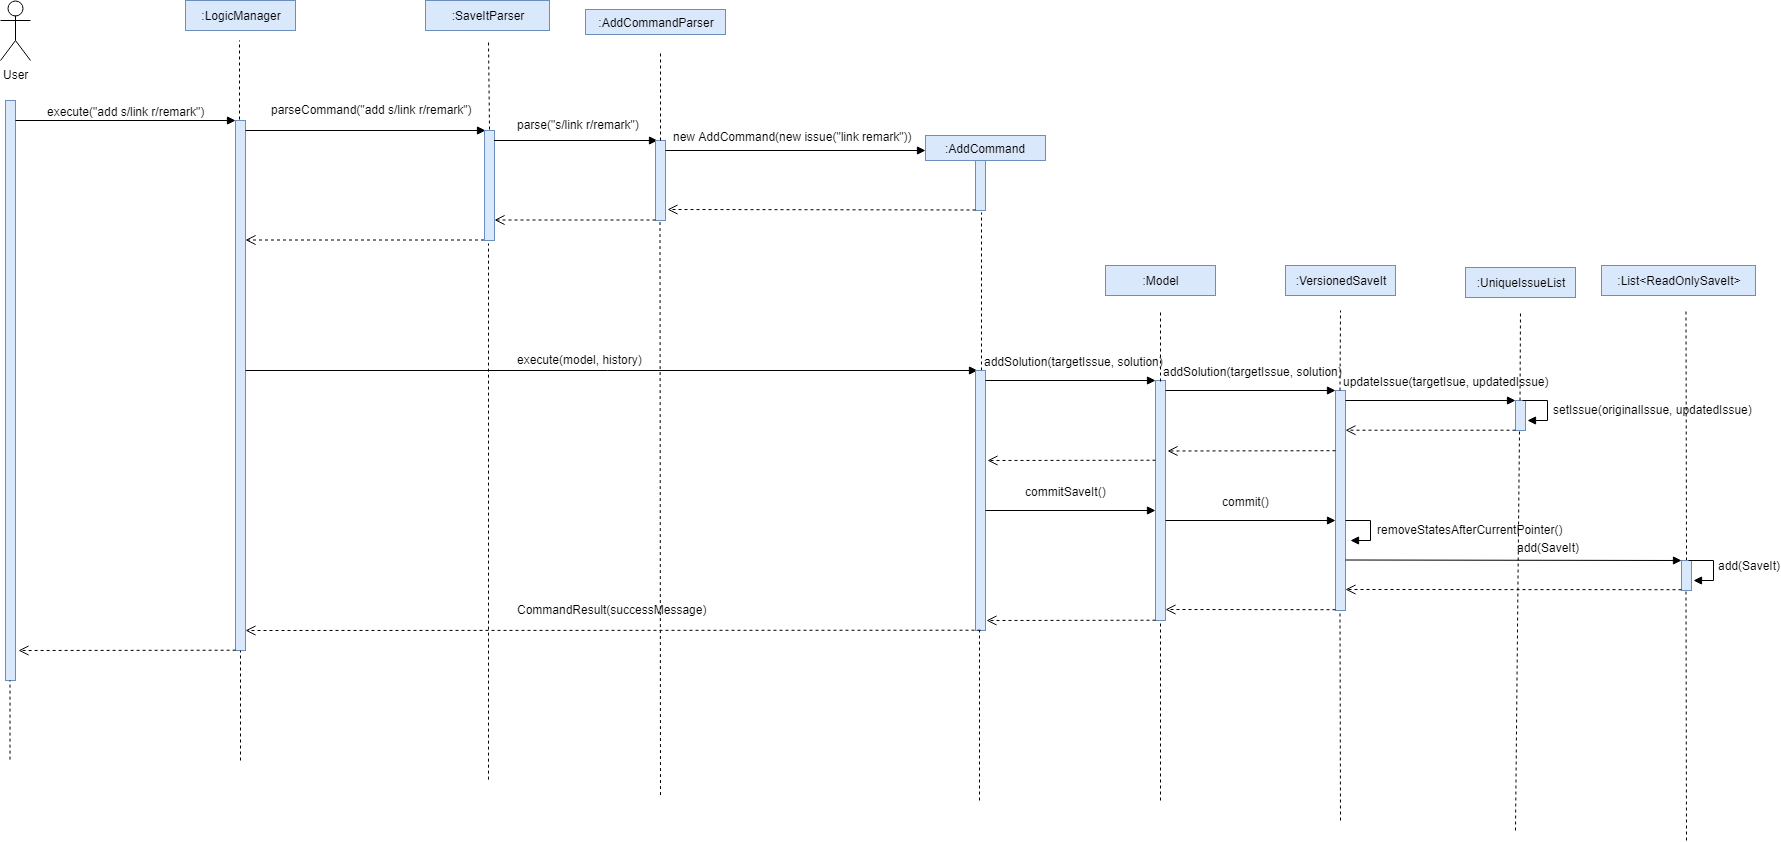 :LogicManager
:SaveItParser
:AddCommandParser
User
execute("add s/link r/remark")
parseCommand("add s/link r/remark")
parse("s/link r/remark")
new AddCommand(new issue("link remark"))
:AddCommand
:Model
:VersionedSaveIt
:UniqueIssueList
:List<ReadOnlySaveIt>
execute(model, history)
addSolution(targetIssue, solution)
addSolution(targetIssue, solution)
updateIssue(targetIsue, updatedIssue)
setIssue(originalIssue, updatedIssue)
commitSaveIt()
commit()
removeStatesAfterCurrentPointer()
add(SaveIt)
add(SaveIt)
CommandResult(successMessage)